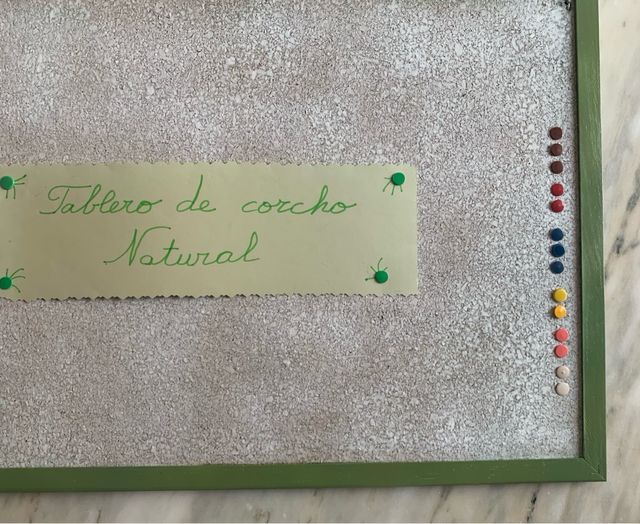 Tablero de corcho
Natural